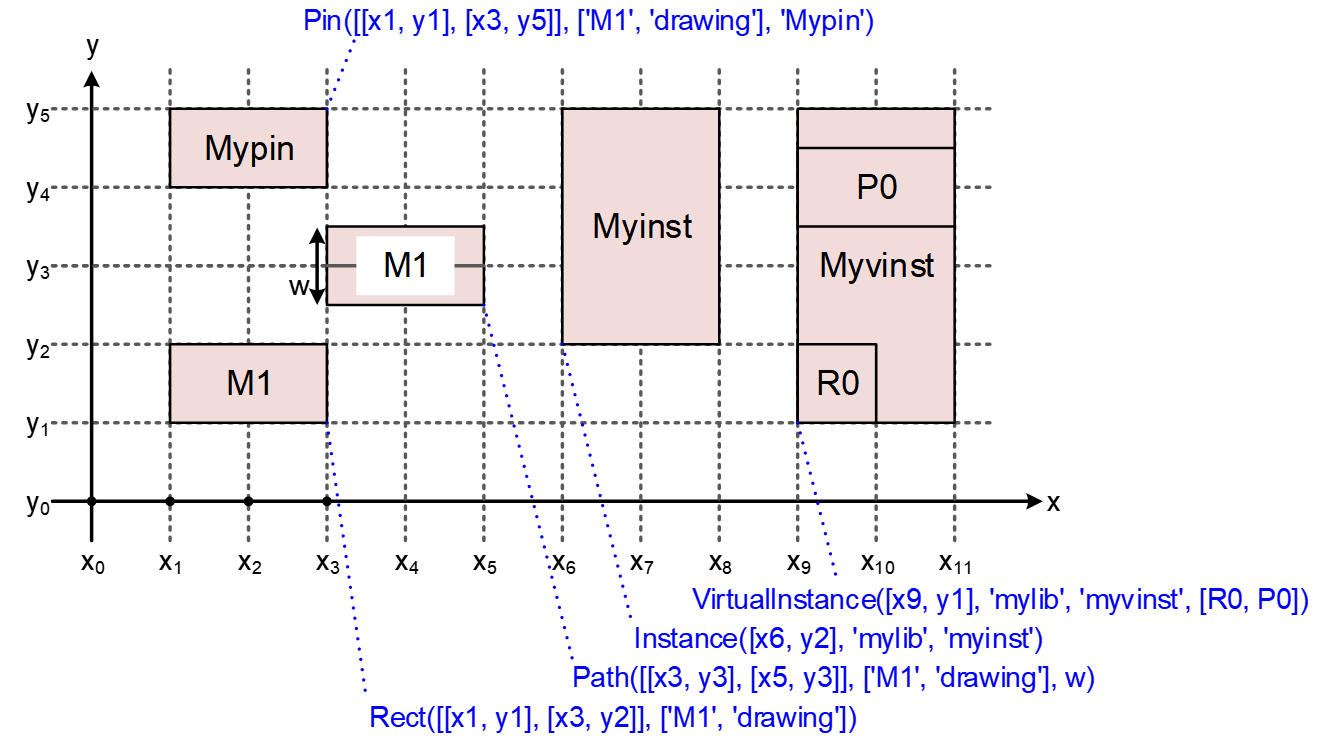 Pin([[x1, y1], [x3, y5]], ['M1', 'drawing'], 'Mypin')
y
y5
Mypin
y4
P0
Myinst
y3
M1
Myvinst
w
y2
M1
R0
y1
y0
x
x0 x1 x2 x3 x4 x5 x6 x7 x8 x9 x10 x11
VirtualInstance([x9, y1], 'mylib', 'myvinst', [R0, P0])
Instance([x6, y2], 'mylib', 'myinst')
Path([[x3, y3], [x5, y3]], ['M1', 'drawing'], w)
Rect([[x1, y1], [x3, y2]], ['M1', 'drawing'])